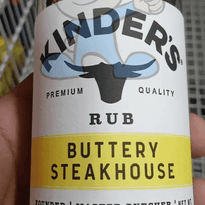 KINDER'S
PREMIUM QUALITY
RUB
BUTTERY
STEAKHOUSE